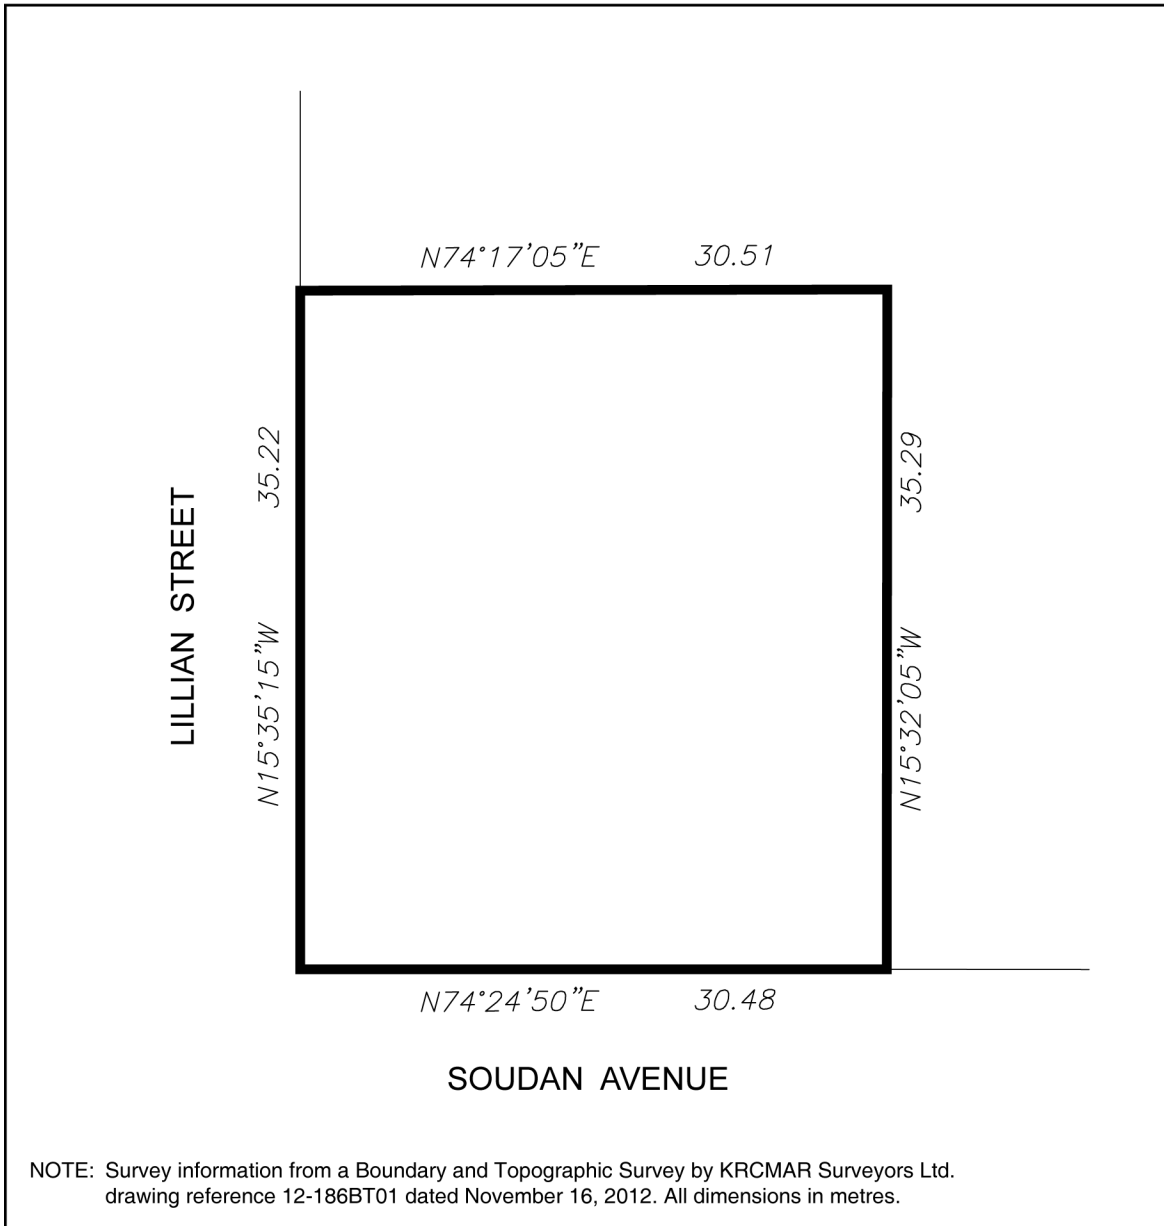 N74°17'05"E 30.51
35.22
35.29
LILLIAN STREET
N15°35'15"W
N15°32'05"W
N74°24'50"E 30.48
SOUDAN AVENUE
NOTE: Survey information from a Boundary and Topographic Survey by KRCMAR Surveyors Ltd.
drawing reference 12-186BT01 dated November 16, 2012. All dimensions in metres.